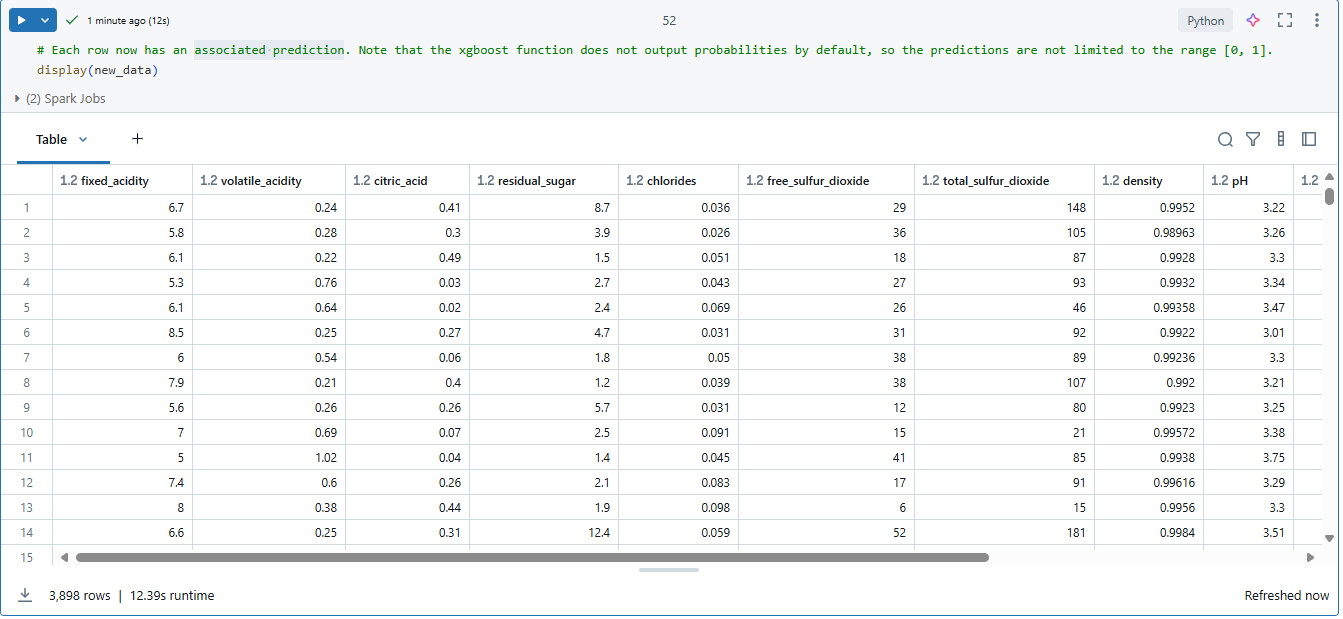 1 minute ago (12s) 52 Python
# Each row now has an associated prediction. Note that the xgboost function does not output probabilities by default, so the predictions are not limited to the range [0, 1].
display(new_data)
(2) Spark Jobs
Table +
1.2 fixed_acidity 1.2 volatile_acidity 1.2 citric_acid 1.2 residual_sugar 1.2 chlorides 1.2 free_sulfur_dioxide 1.2 total_sulfur_dioxide 1.2 density 1.2 pH 1.2
1 6.7 0.24 0.41 8.7 0.036 29 148 0.9952 3.22
2 5.8 0.28 0.3 3.9 0.026 36 105 0.98963 3.26
3 6.1 0.22 0.49 1.5 0.051 18 87 0.9928 3.3
4 5.3 0.76 0.03 2.7 0.043 27 93 0.9932 3.34
5 6.1 0.64 0.02 2.4 0.069 26 46 0.99358 3.47
6 8.5 0.25 0.27 4.7 0.031 31 92 0.9922 3.01
7 6 0.54 0.06 1.8 0.05 38 89 0.99236 3.3
8 7.9 0.21 0.4 1.2 0.039 38 107 0.992 3.21
9 5.6 0.26 0.26 5.7 0.031 12 80 0.9923 3.25
10 7 0.69 0.07 2.5 0.091 15 21 0.99572 3.38
11 5 1.02 0.04 1.4 0.045 41 85 0.9938 3.75
12 7.4 0.6 0.26 2.1 0.083 17 91 0.99616 3.29
13 8 0.38 0.44 1.9 0.098 6 15 0.9956 3.3
14 6.6 0.25 0.31 12.4 0.059 52 181 0.9984 3.51
15
3,898 rows | 12.39s runtime Refreshed now